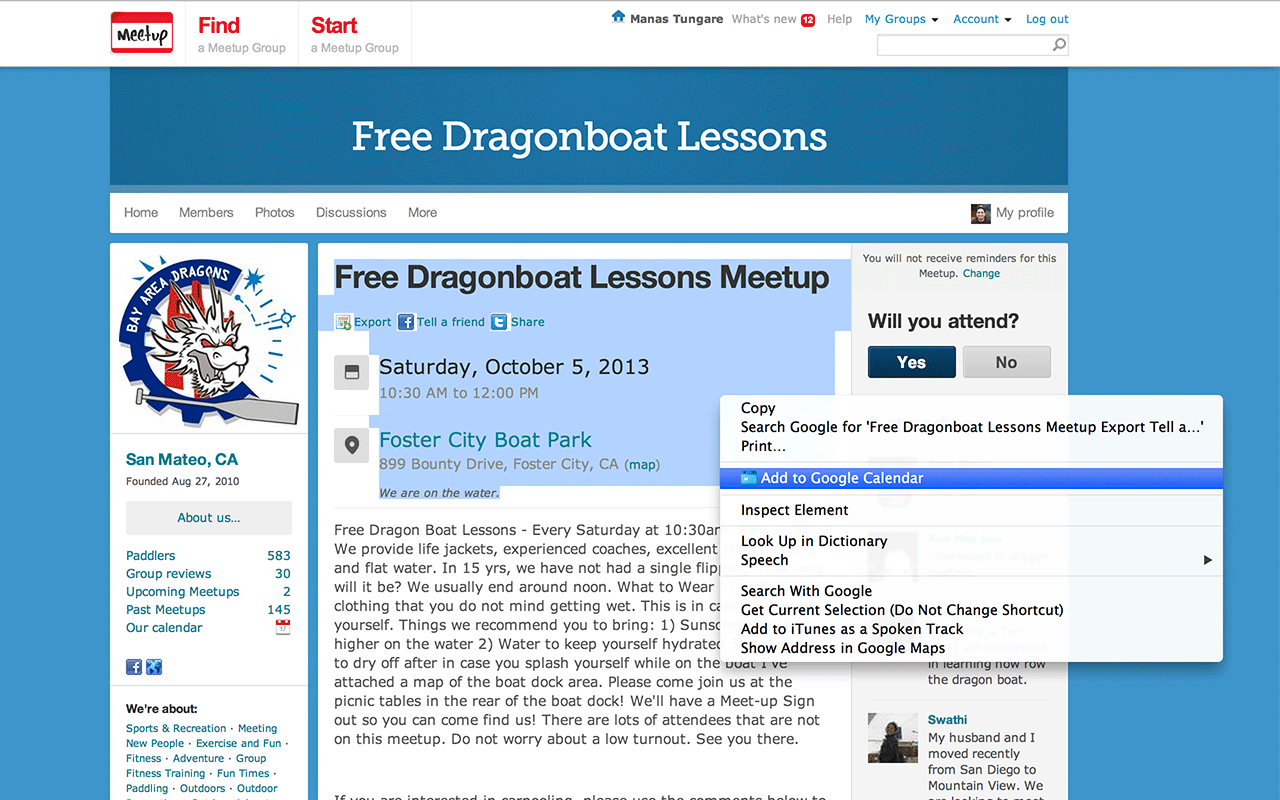 Meetup
Find
a Meetup Group
Start
a Meetup Group
Manas Tungare What's new 12 Help My Groups Account Log out
Free Dragonboat Lessons
Home Members Photos Discussions More My profile
BAY AREA DRAGONS
San Mateo, CA
Founded Aug 27, 2010
About us...
Paddlers 583
Group reviews 30
Upcoming Meetups 2
Past Meetups 145
Our calendar
We're about:
Sports & Recreation · Meeting
New People · Exercise and Fun ·
Fitness · Adventure · Group
Fitness Training · Fun Times ·
Paddling · Outdoors · Outdoor
Free Dragonboat Lessons Meetup
Export Tell a friend Share
Saturday, October 5, 2013
10:30 AM to 12:00 PM
Foster City Boat Park
899 Bounty Drive, Foster City, CA (map)
We are on the water.
Free Dragon Boat Lessons - Every Saturday at 10:30am
We provide life jackets, experienced coaches, excellent
and flat water. In 15 yrs, we have not had a single flipp
will it be? We usually end around noon. What to Wear
clothing that you do not mind getting wet. This is in ca
yourself. Things we recommend you to bring: 1) Sunsc
higher on the water 2) Water to keep yourself hydrated
to dry off after in case you splash yourself while on the boat I've
attached a map of the boat dock area. Please come join us at the
picnic tables in the rear of the boat dock! We'll have a Meet-up Sign
out so you can come find us! There are lots of attendees that are not
on this meetup. Do not worry about a low turnout. See you there.
If you are interested in carpooling, please use the comments below to
You will not receive reminders for this
Meetup. Change
Will you attend?
Yes No
Copy
Search Google for 'Free Dragonboat Lessons Meetup Export Tell a...'
Print...
Add to Google Calendar
Inspect Element
Look Up in Dictionary
Speech
Search With Google
Get Current Selection (Do Not Change Shortcut)
Add to iTunes as a Spoken Track
Show Address in Google Maps
in learning how row
the dragon boat.
Swathi
My husband and I
moved recently
from San Diego to
Mountain View. We
are looking to meet